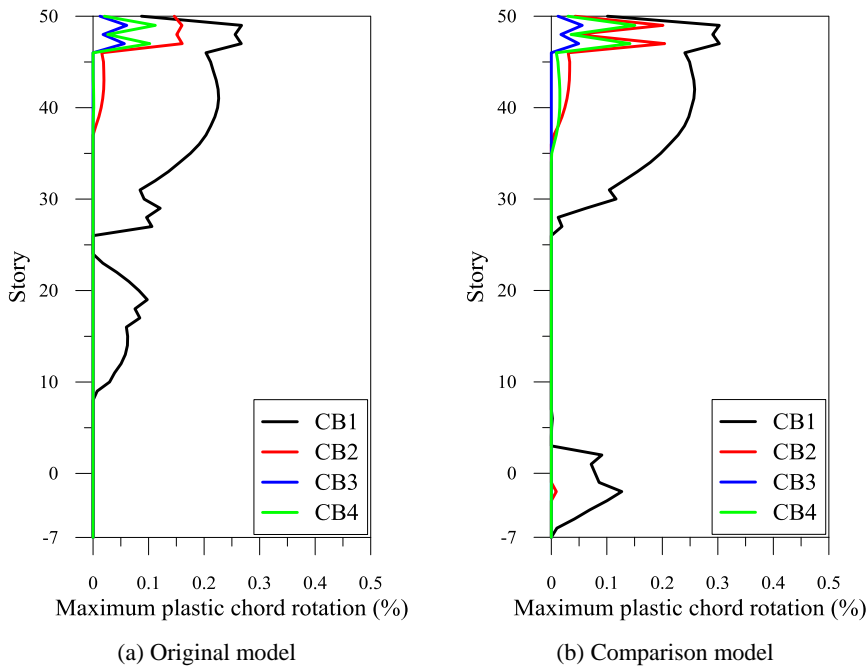 50
40
30
20
10
0
-7
Story
CB1
CB2
CB3
CB4
0 0.1 0.2 0.3 0.4 0.5
Maximum plastic chord rotation (%)
(a) Original model
50
40
30
20
10
0
-7
Story
CB1
CB2
CB3
CB4
0 0.1 0.2 0.3 0.4 0.5
Maximum plastic chord rotation (%)
(b) Comparison model